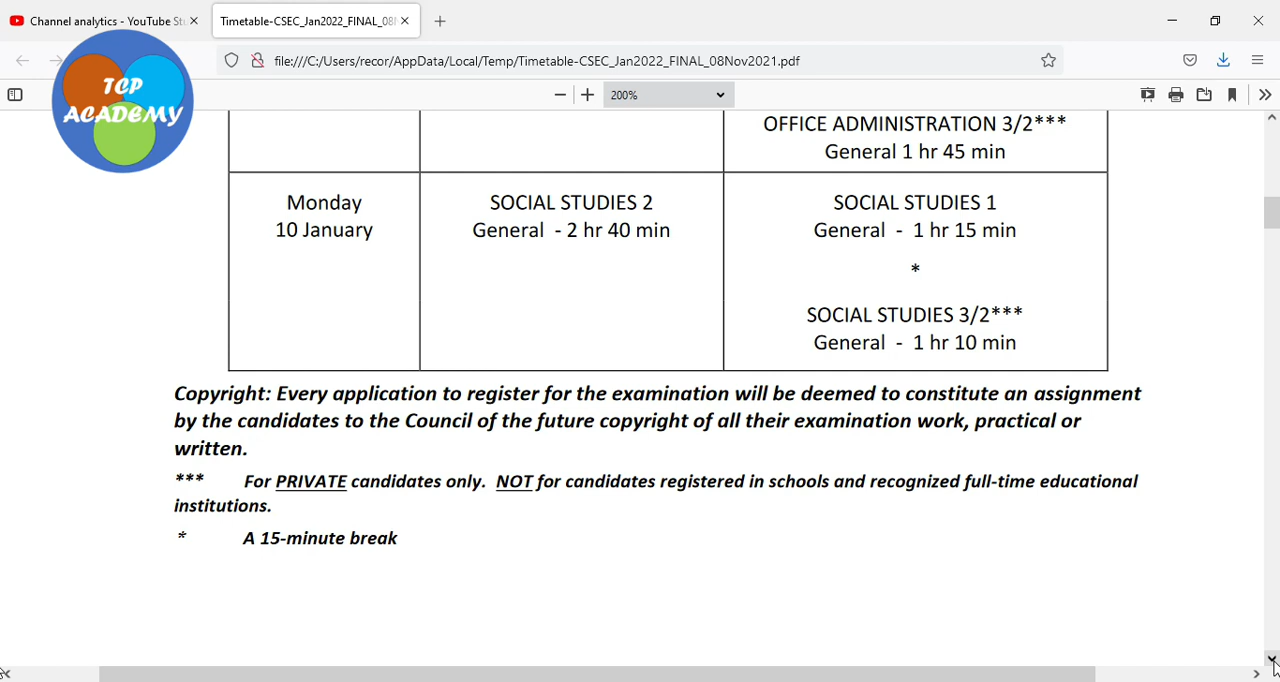 Channel analytics - YouTube St
Timetable-CSEC_Jan2022_FINAL_08
file:///C:/Users/recor/AppData/Local/Temp/Timetable-CSEC_Jan2022_FINAL_08Nov2021.pdf
TCP
ACADEMY
200%
OFFICE ADMINISTRATION 3/2***
General 1 hr 45 min
Monday
10 January
SOCIAL STUDIES 2
General - 2 hr 40 min
SOCIAL STUDIES 1
General - 1 hr 15 min
*
SOCIAL STUDIES 3/2***
General - 1 hr 10 min
Copyright: Every application to register for the examination will be deemed to constitute an assignment
by the candidates to the Council of the future copyright of all their examination work, practical or
written.
*** For PRIVATE candidates only. NOT for candidates registered in schools and recognized full-time educational
institutions.
* A 15-minute break